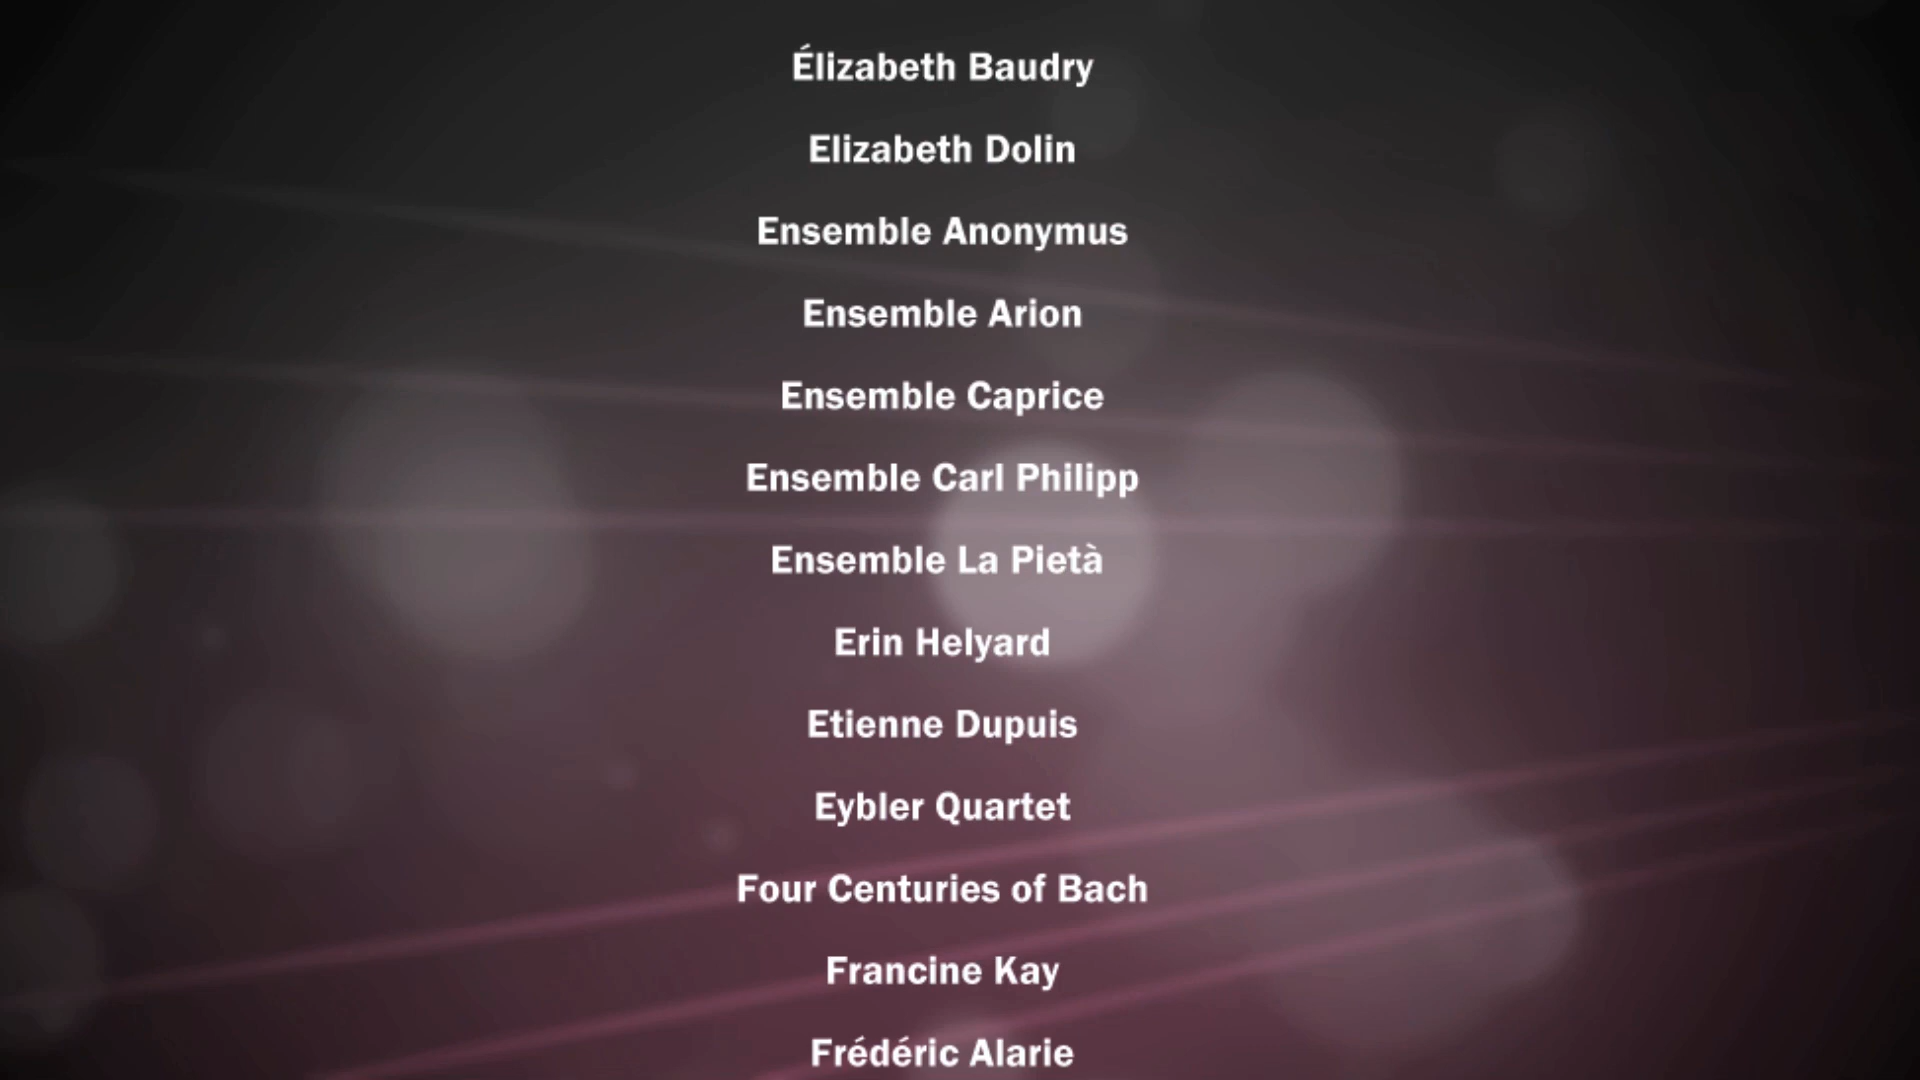 Élizabeth Baudry
Elizabeth Dolin
Ensemble Anonymus
Ensemble Arion
Ensemble Caprice
Ensemble Carl Philipp
Ensemble La Pietà
Erin Helyard
Etienne Dupuis
Eybler Quartet
Four Centuries of Bach
Francine Kay
Frédéric Alarie